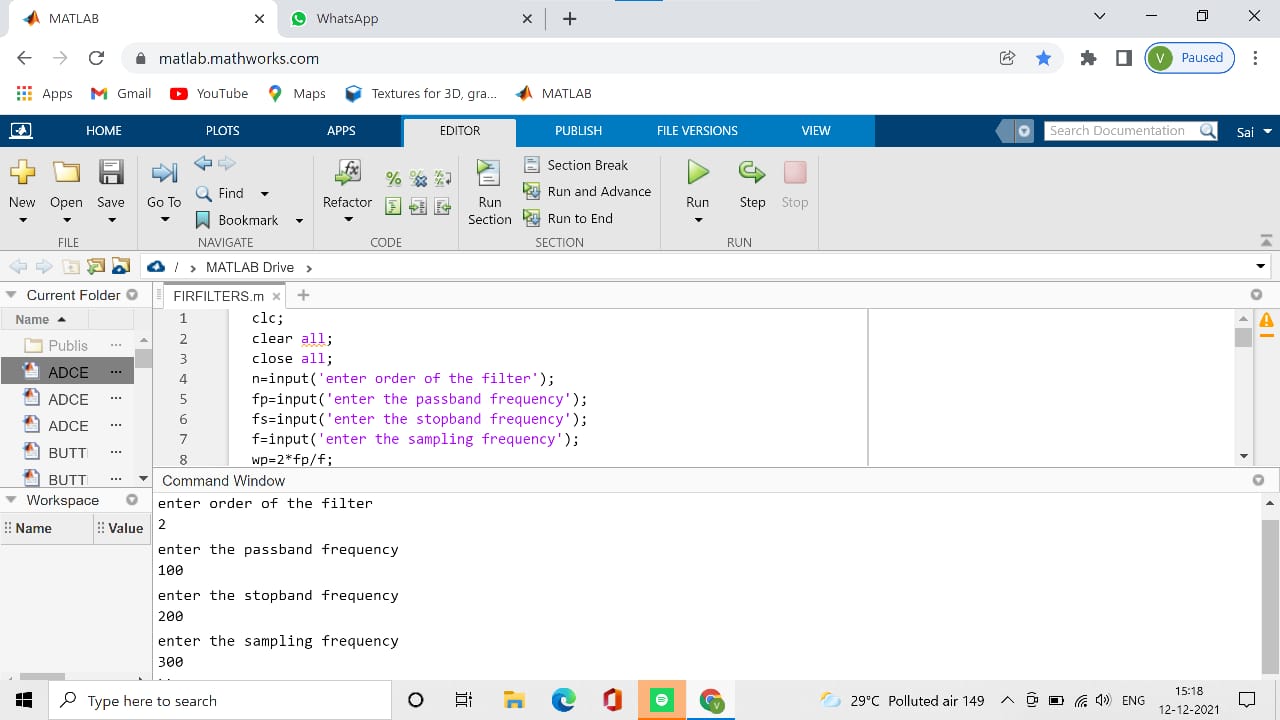 MATLAB
WhatsApp
matlab.mathworks.com
V Paused
Apps Gmail YouTube Maps Textures for 3D, gra... MATLAB
HOME PLOTS APPS EDITOR PUBLISH FILE VERSIONS VIEW Search Documentation Sai
New Open Save Go To Find Bookmark Refactor Run Section Section Break Run and Advance Run to End Run Step Stop
FILE NAVIGATE CODE SECTION RUN
/ › MATLAB Drive ›
Current Folder
Name
Publis ...
ADCE ...
ADCE ...
ADCE ...
BUTT ...
BUTT ...
Workspace
Name Value
FIRFILTERS.m
1 clc;
2 clear all;
3 close all;
4 n=input('enter order of the filter');
5 fp=input('enter the passband frequency');
6 fs=input('enter the stopband frequency');
7 f=input('enter the sampling frequency');
8 wp=2*fp/f;
Command Window
enter order of the filter
2
enter the passband frequency
100
enter the stopband frequency
200
enter the sampling frequency
300
Type here to search
29°C Polluted air 149
ENG
15:18
12-12-2021